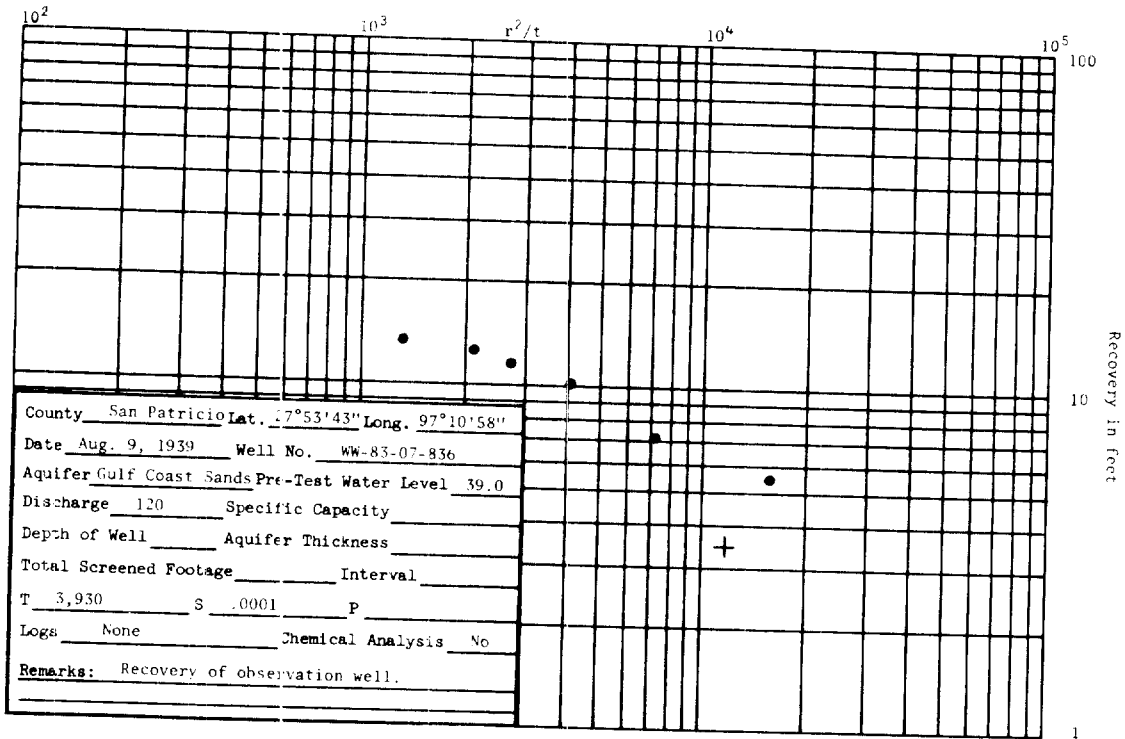 10² 10³ r²/t 10⁴ 10⁵
100
10
1
Recovery in feet
County San Patricio Lat. 27°53'43" Long. 97°10'58"
Date Aug. 9, 1939 Well No. WW-83-07-836
Aquifer Gulf Coast Sands Pre-Test Water Level 39.0
Discharge 120 Specific Capacity
Depth of Well Aquifer Thickness
Total Screened Footage Interval
T 3,930 S .0001 P
Logs None Chemical Analysis No
Remarks: Recovery of observation well.